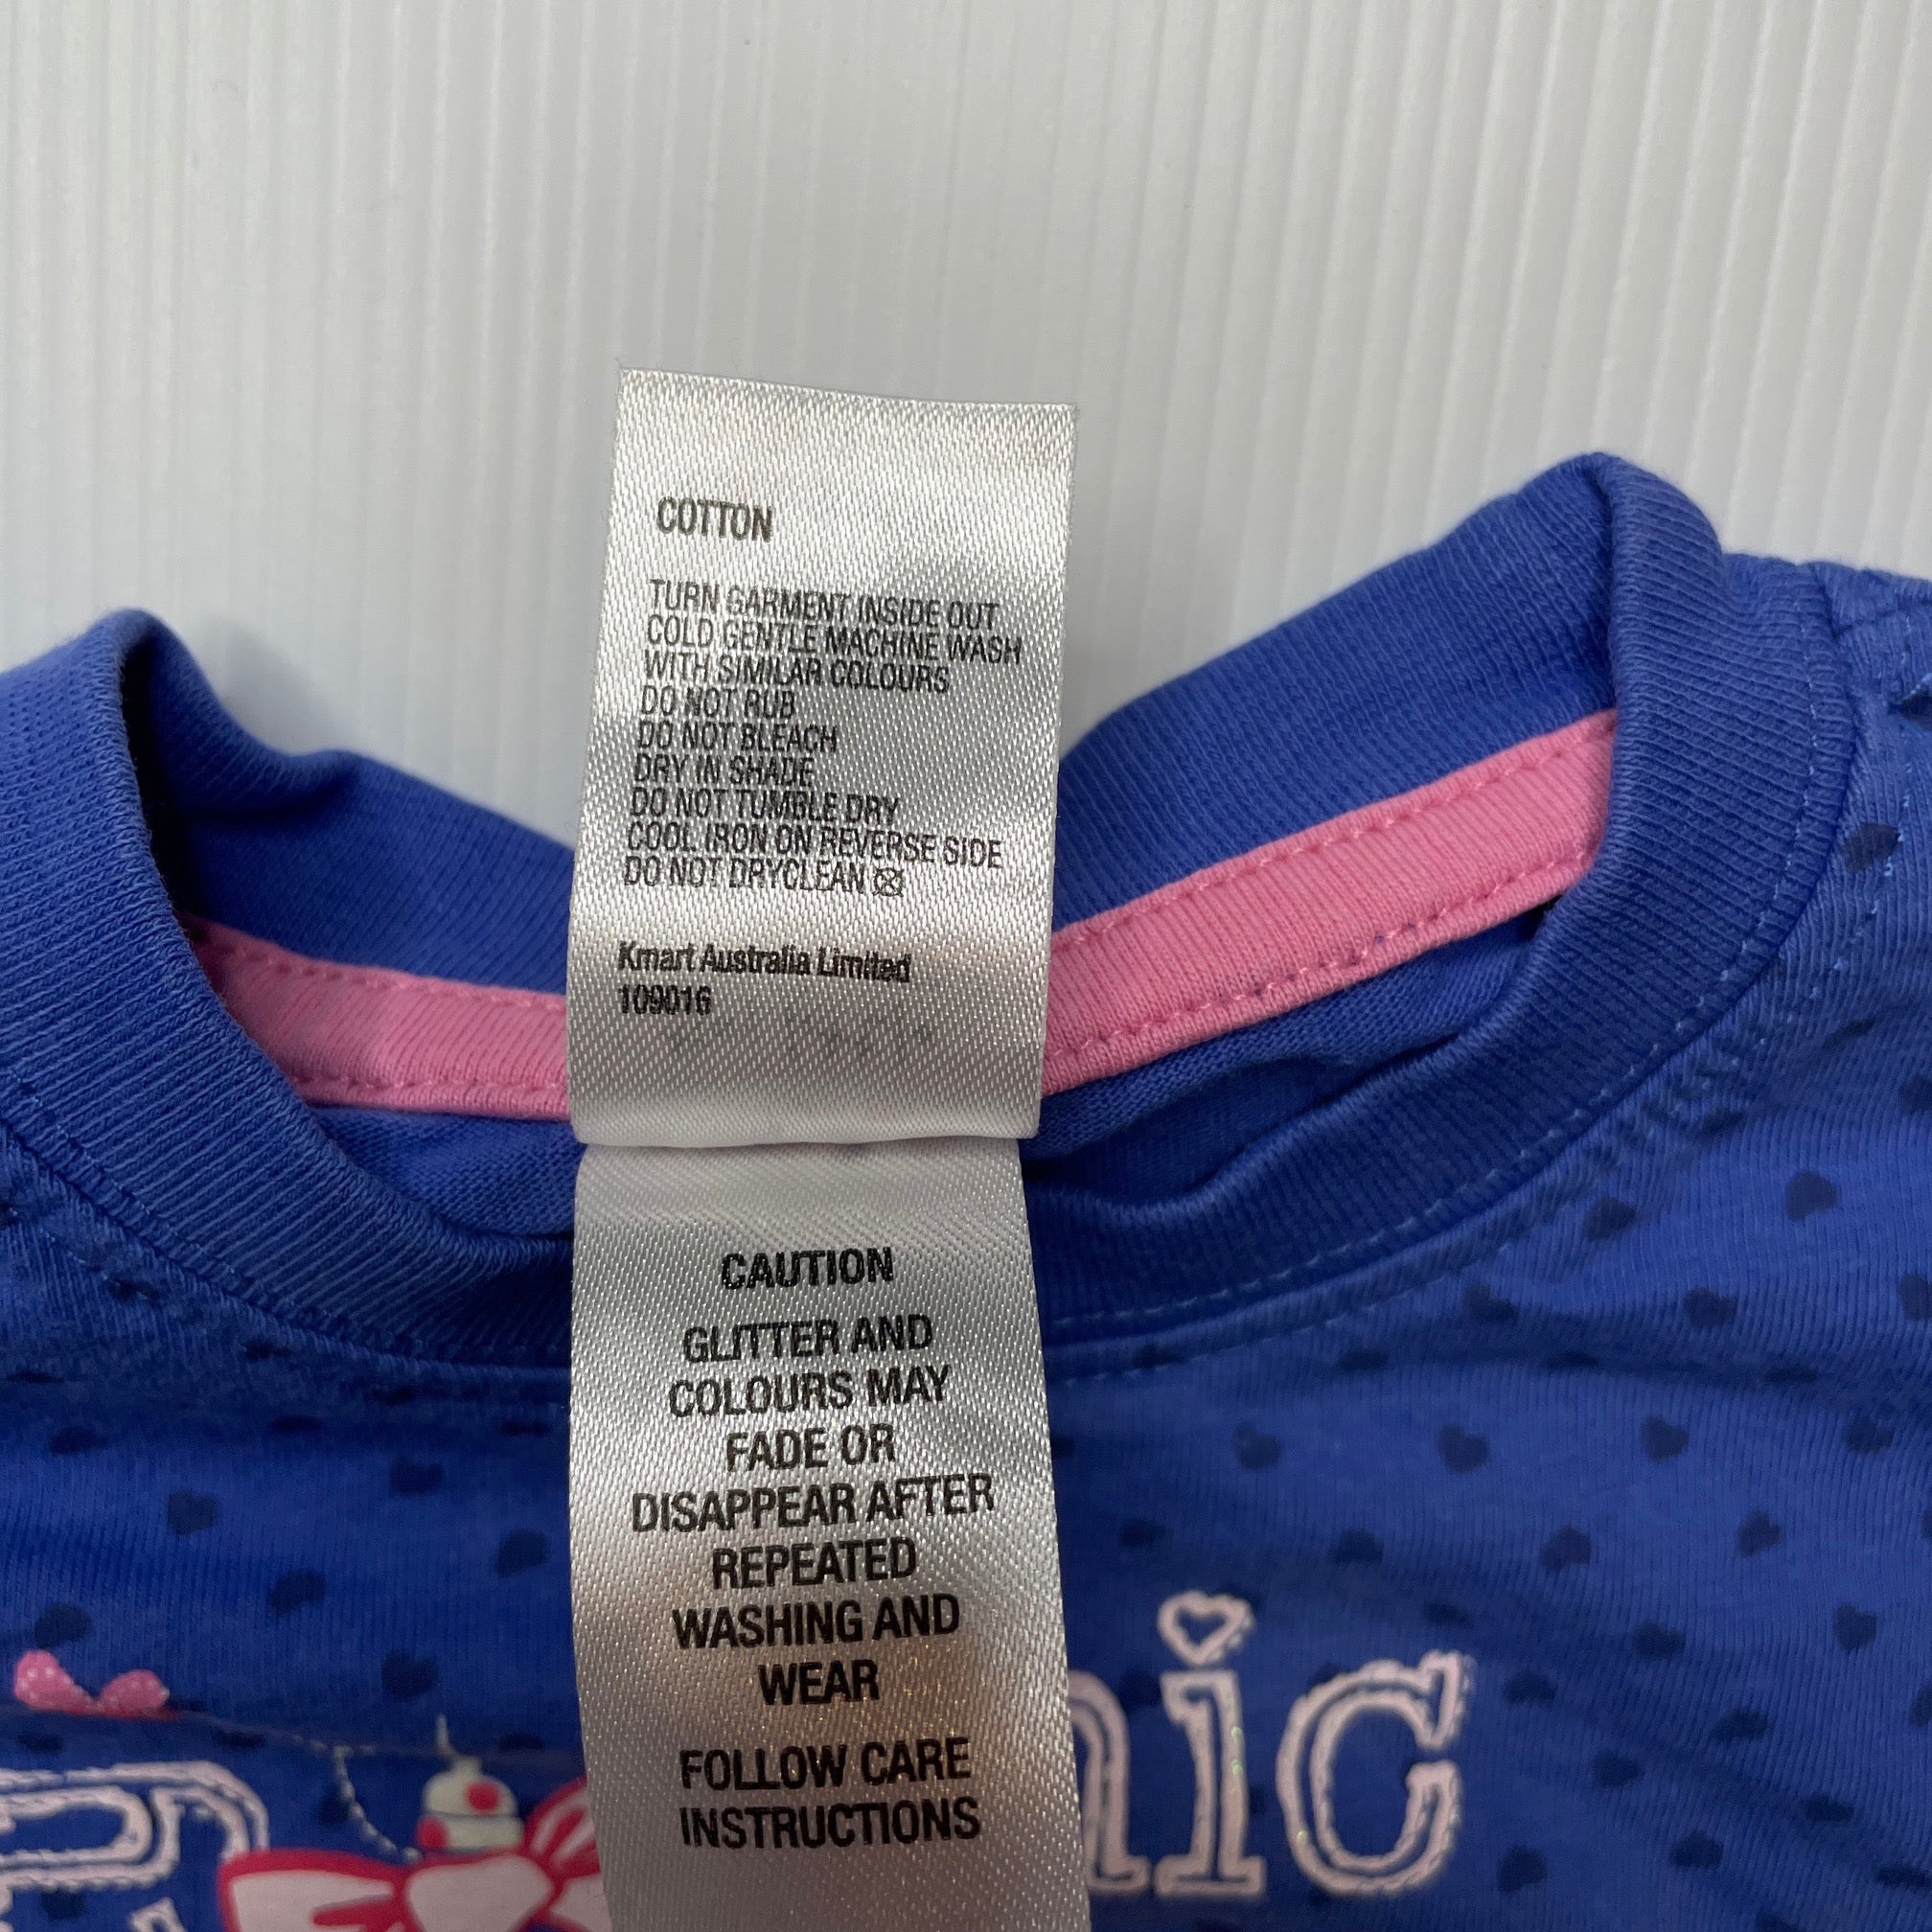 COTTON
TURN GARMENT INSIDE OUT
COLD GENTLE MACHINE WASH
WITH SIMILAR COLOURS
DO NOT RUB
DO NOT BLEACH
DRY IN SHADE
DO NOT TUMBLE DRY
COOL IRON ON REVERSE SIDE
DO NOT DRYCLEAN
Kmart Australia Limited
109016
CAUTION
GLITTER AND
COLOURS MAY
FADE OR
DISAPPEAR AFTER
REPEATED
WASHING AND
WEAR
FOLLOW CARE
INSTRUCTIONS
nic